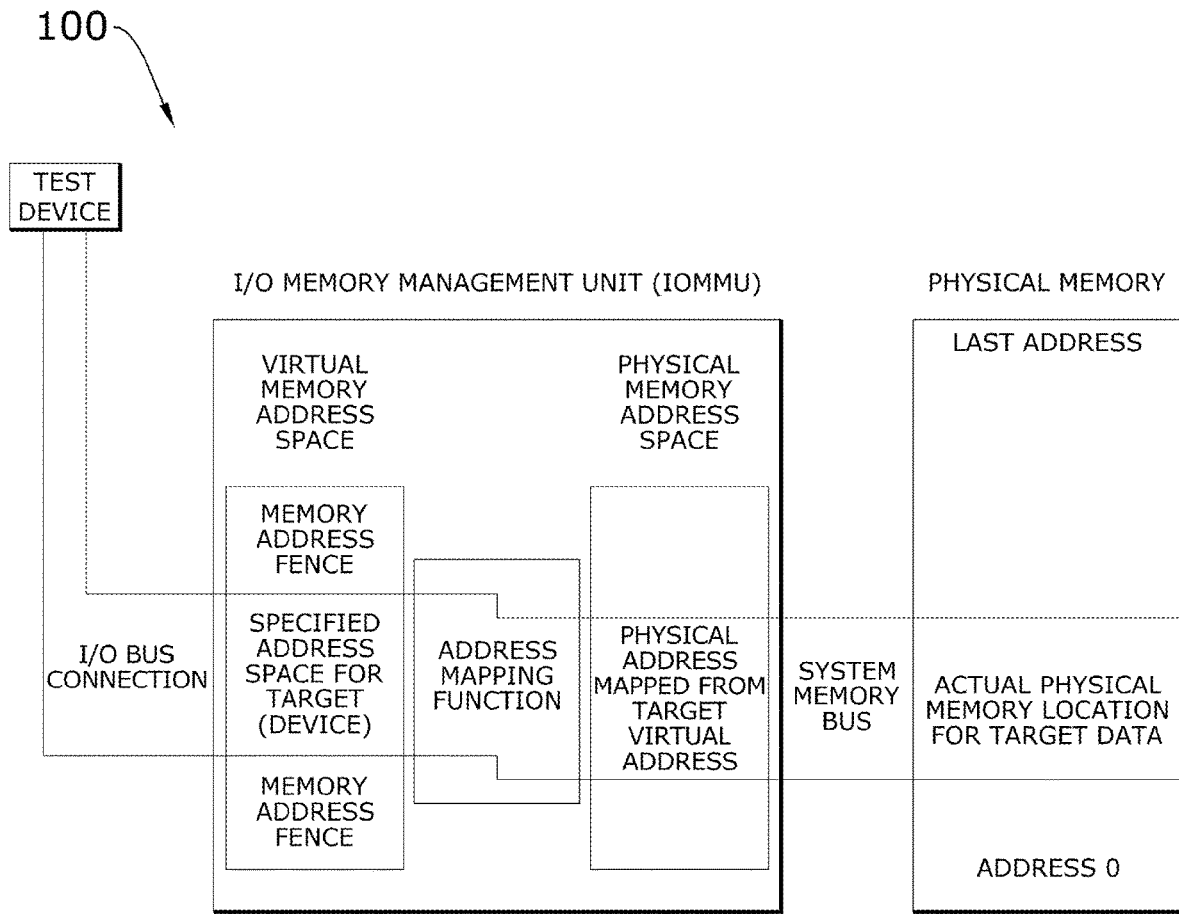 100
TEST
DEVICE
I/O MEMORY MANAGEMENT UNIT (IOMMU)
PHYSICAL MEMORY
VIRTUAL
MEMORY
ADDRESS
SPACE
PHYSICAL
MEMORY
ADDRESS
SPACE
LAST ADDRESS
MEMORY
ADDRESS
FENCE
I/O BUS
CONNECTION
SPECIFIED
ADDRESS
SPACE FOR
TARGET
(DEVICE)
ADDRESS
MAPPING
FUNCTION
PHYSICAL
ADDRESS
MAPPED FROM
TARGET
VIRTUAL
ADDRESS
SYSTEM
MEMORY
BUS
ACTUAL PHYSICAL
MEMORY LOCATION
FOR TARGET DATA
MEMORY
ADDRESS
FENCE
ADDRESS 0